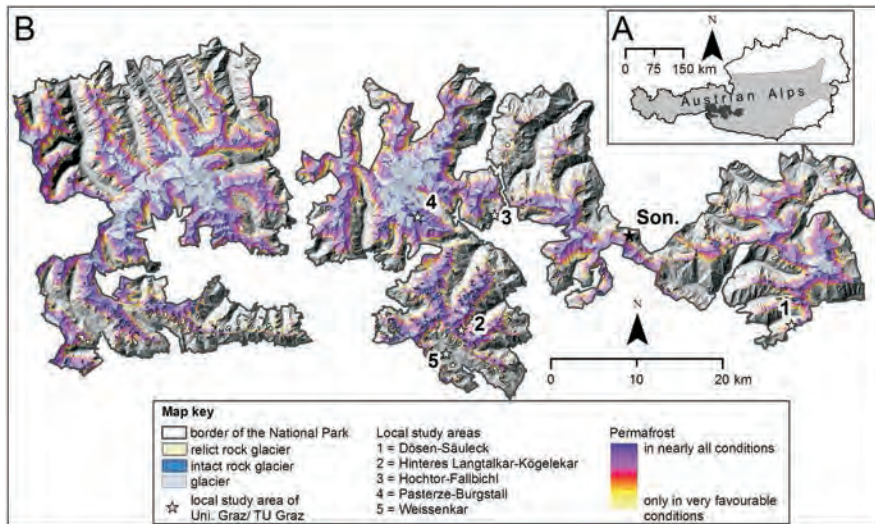 B
A
N
0 75 150 km
Austrian Alps
4
3
Son.
2
5
1
N
0 10 20 km
Map key
border of the National Park
relict rock glacier
intact rock glacier
glacier
local study area of
Uni. Graz/ TU Graz
Local study areas
1 = Dösen-Säuleck
2 = Hinteres Langtalkar-Kögelekar
3 = Hochtor-Fallbichl
4 = Pasterze-Burgstall
5 = Weissenkar
Permafrost
in nearly all conditions
only in very favourable
conditions